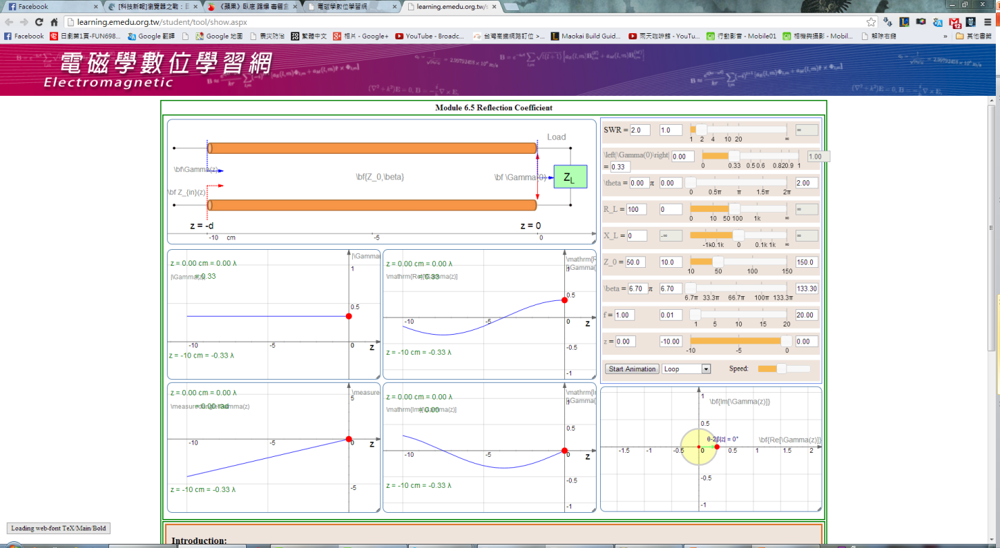 Facebook
[科技新報]瀏覽器之戰：日
《蘋果》臥底 踢爆 毒餐盒
電磁學數位學習網
learning.emedu.org.tw/s
learning.emedu.org.tw/student/tool/show.aspx
Facebook 日劇第1頁-FUN698... Google 翻譯 Google 地圖 震災防治 繁體中文 相片 - Google+ YouTube - Broadc... 台灣高鐵網路訂位 >... Maokai Build Guid... 雨天咖啡館 - YouTu... 行動影音 - Mobile01 相機與攝影 - Mobil... 解除右鍵 » 其他書籤
電磁學數位學習網
Electromagnetic
Module 6.5 Reflection Coefficient
Load
\bf\Gamma(z)
\bf{Z_0,\beta}
\bf \Gamma(0)
Z_L
\bf Z_{in}(z)
z = -d
z = 0
-10 cm -5 0
SWR = 2.0 1.0 ∞
1 2 4 10 20 ∞
\left|\Gamma(0)\right| 0.00 1.00
= 0.33
0 0.33 0.5 0.6 0.82 0.9 1
\theta = 0.00 π 0.00 2.00
0 0.5π π 1.5π 2π
R_L = 100 0 ∞
0 10 50 100 1k ∞
X_L = 0 -∞ ∞
-1k 0.1k 0 0.1k 1k ∞
Z_0 = 50.0 10.0 150.0
10 50 100 150
\beta = 6.70 π 6.70 133.30
6.7π 33.3π 66.7π 100π 133.3π
f = 1.00 0.01 20.00
1 5 10 15 20
z = 0.00 -10.00 0.00
-10 -5 0
Start Animation Loop Speed:
z = 0.00 cm = 0.00 λ
|\Gamma(z)| = 0.33
|\Gamma
1
0.5
-10 -5 0 z
z = -10 cm = -0.33 λ
z = 0.00 cm = 0.00 λ
\mathrm{Re}[\Gamma(z)] = 0.33
\mathrm{R
[\Gamma(
1
0.5
-10 -5 0 z
-0.5
z = -10 cm = -0.33 λ
-1
z = 0.00 cm = 0.00 λ
\measuredangle\Gamma(z) = 0.00 rad
\measure
5
-10 -5 0 z
-5
z = -10 cm = -0.33 λ
z = 0.00 cm = 0.00 λ
\mathrm{Im}[\Gamma(z)] = 0.00
\mathrm{I
[\Gamma(
1
0.5
-10 -5 0 z
-0.5
z = -10 cm = -0.33 λ
-1
1
\bf{Im[\Gamma(z)]}
0.5
θ-2β|z| = 0°
\bf{Re[\Gamma(z)]}
-1.5 -1 -0.5 0 0.5 1 1.5 2
-0.5
-1
Loading web-font TeX/Main/Bold
Introduction: